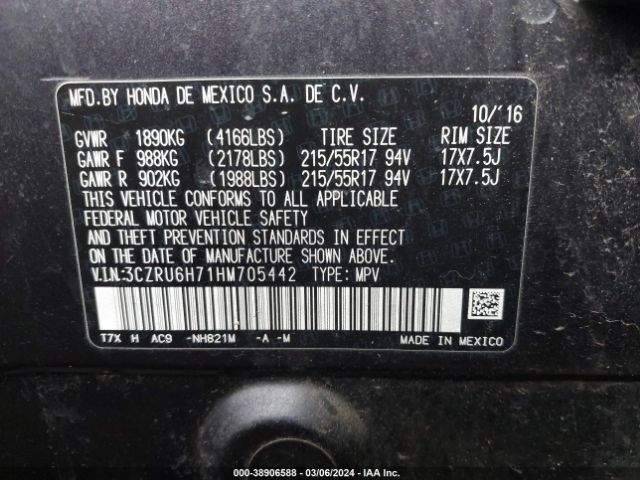 MFD.BY HONDA DE MEXICO S.A. DE C.V.
10/'16
GVWR 1890KG (4166LBS) TIRE SIZE RIM SIZE
GAWR F 988KG (2178LBS) 215/55R17 94V 17X7.5J
GAWR R 902KG (1988LBS) 215/55R17 94V 17X7.5J
THIS VEHICLE CONFORMS TO ALL APPLICABLE
FEDERAL MOTOR VEHICLE SAFETY
AND THEFT PREVENTION STANDARDS IN EFFECT
ON THE DATE OF MANUFACTURE SHOWN ABOVE.
V.I.N:3CZRU6H71HM705442 TYPE: MPV
T7X H AC9 -NH821M -A -M MADE IN MEXICO
000-38906588 - 03/06/2024 - IAA Inc.